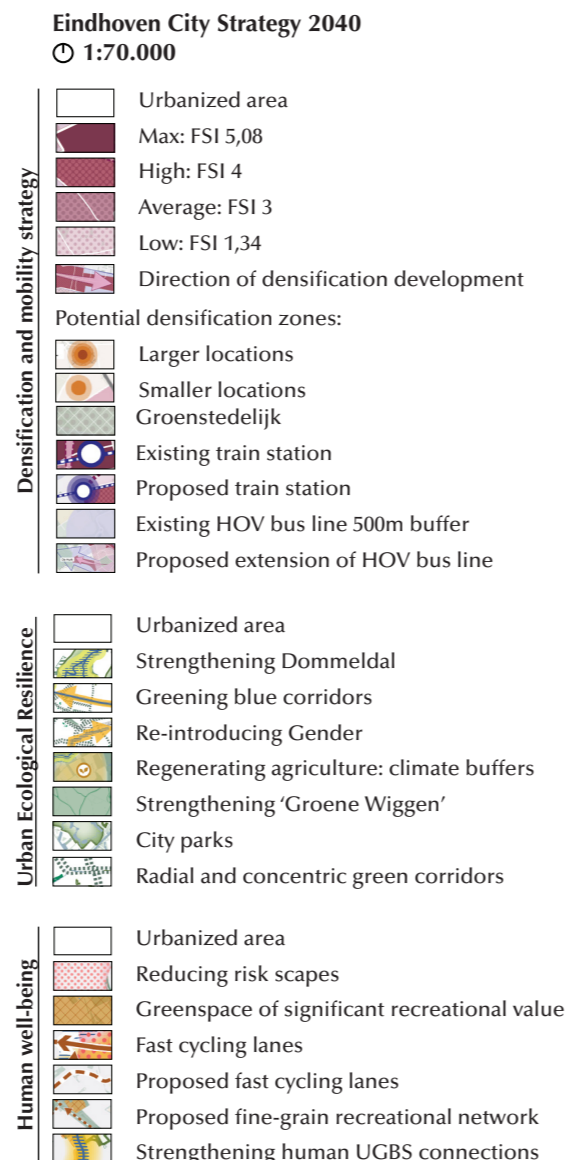 Eindhoven City Strategy 2040
1:70.000
Densification and mobility strategy
Urbanized area
Max: FSI 5,08
High: FSI 4
Average: FSI 3
Low: FSI 1,34
Direction of densification development
Potential densification zones:
Larger locations
Smaller locations
Groenstedelijk
Existing train station
Proposed train station
Existing HOV bus line 500m buffer
Proposed extension of HOV bus line
Urban Ecological Resilience
Urbanized area
Strengthening Dommeldal
Greening blue corridors
Re-introducing Gender
Regenerating agriculture: climate buffers
Strengthening ‘Groene Wiggen’
City parks
Radial and concentric green corridors
Human well-being
Urbanized area
Reducing risk scapes
Greenspace of significant recreational value
Fast cycling lanes
Proposed fast cycling lanes
Proposed fine-grain recreational network
Strengthening human UGBS connections